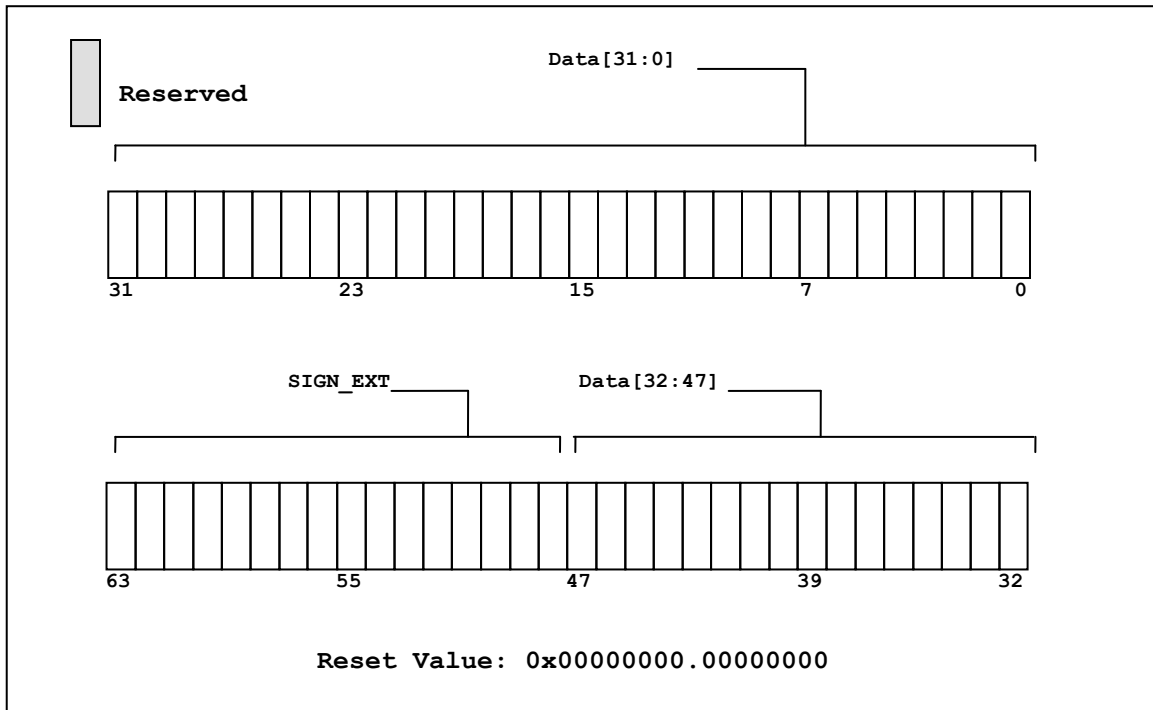 Data[31:0]
Reserved
31 23 15 7 0
SIGN_EXT Data[32:47]
63 55 47 39 32
Reset Value: 0x00000000.00000000